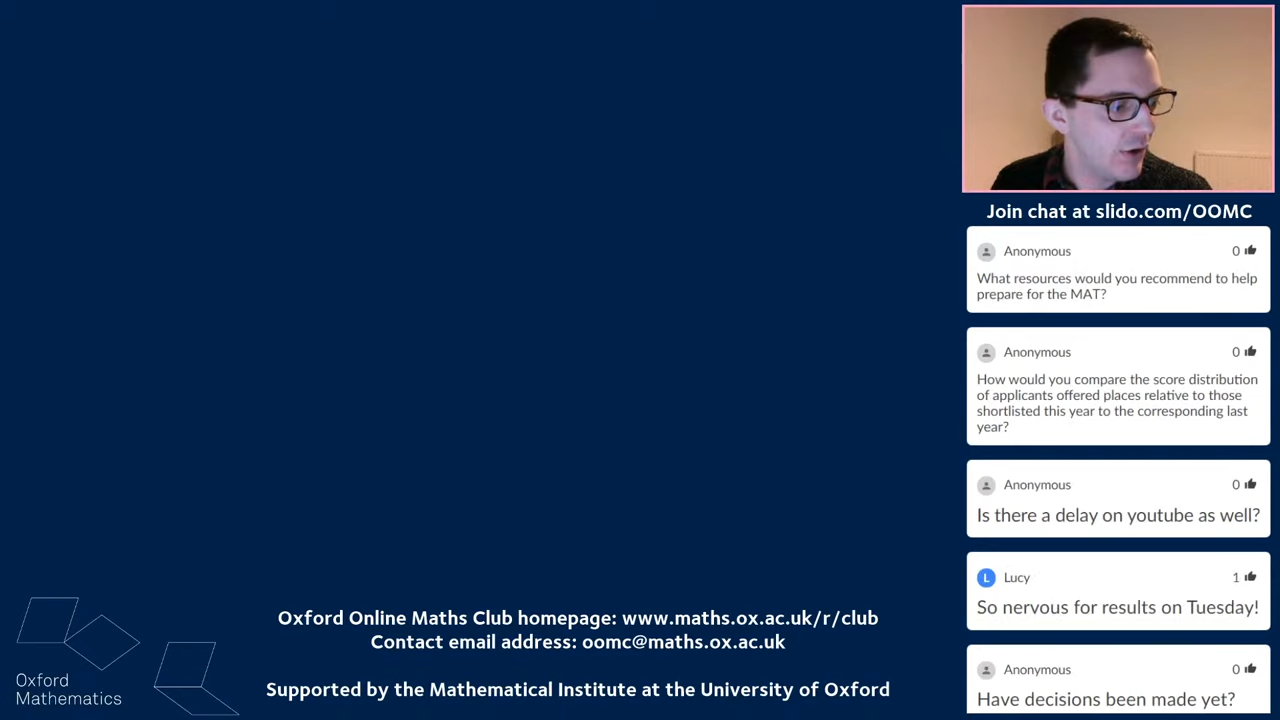 Join chat at slido.com/OOMC
Anonymous
0
What resources would you recommend to help
prepare for the MAT?
Anonymous
0
How would you compare the score distribution
of applicants offered places relative to those
shortlisted this year to the corresponding last
year?
Anonymous
0
Is there a delay on youtube as well?
L
Lucy
1
So nervous for results on Tuesday!
Anonymous
0
Have decisions been made yet?
Oxford Online Maths Club homepage: www.maths.ox.ac.uk/r/club
Contact email address: oomc@maths.ox.ac.uk
Supported by the Mathematical Institute at the University of Oxford
Oxford
Mathematics